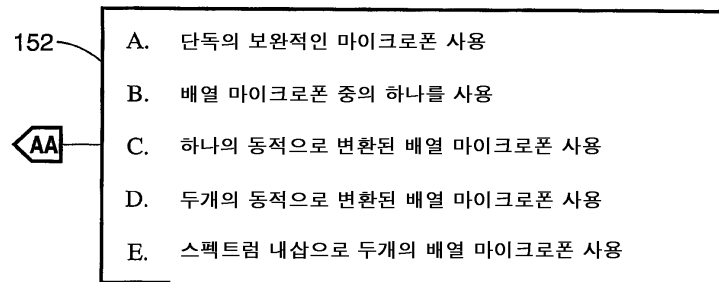 152
A. 단독의 보완적인 마이크로폰 사용
B. 배열 마이크로폰 중의 하나를 사용
AA
C. 하나의 동적으로 변환된 배열 마이크로폰 사용
D. 두개의 동적으로 변환된 배열 마이크로폰 사용
E. 스펙트럼 내삽으로 두개의 배열 마이크로폰 사용